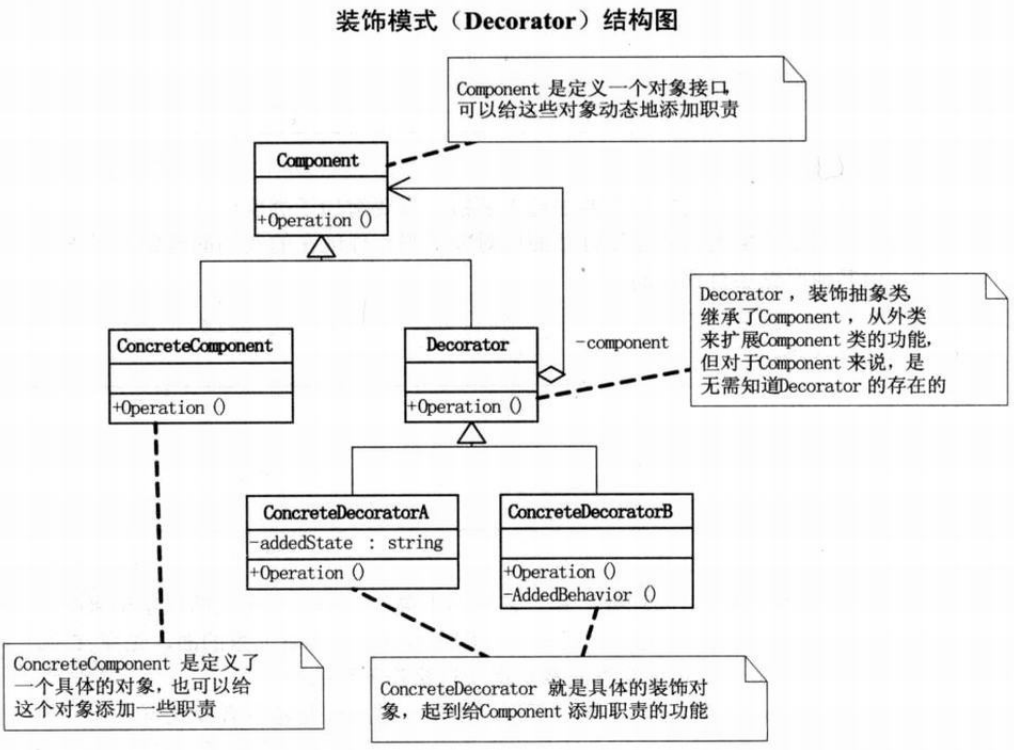 装饰模式（Decorator）结构图
Component 是定义一个对象接口，
可以给这些对象动态地添加职责
Component
+Operation ()
Decorator ，装饰抽象类，
继承了Component ，从外类
来扩展Component 类的功能，
但对于Component 来说，是
无需知道Decorator 的存在的
ConcreteComponent
+Operation ()
Decorator
+Operation ()
-component
ConcreteDecoratorA
-addedState : string
+Operation ()
ConcreteDecoratorB
+Operation ()
-AddedBehavior ()
ConcreteComponent 是定义了
一个具体的对象，也可以给
这个对象添加一些职责
ConcreteDecorator 就是具体的装饰对
象，起到给Component 添加职责的功能